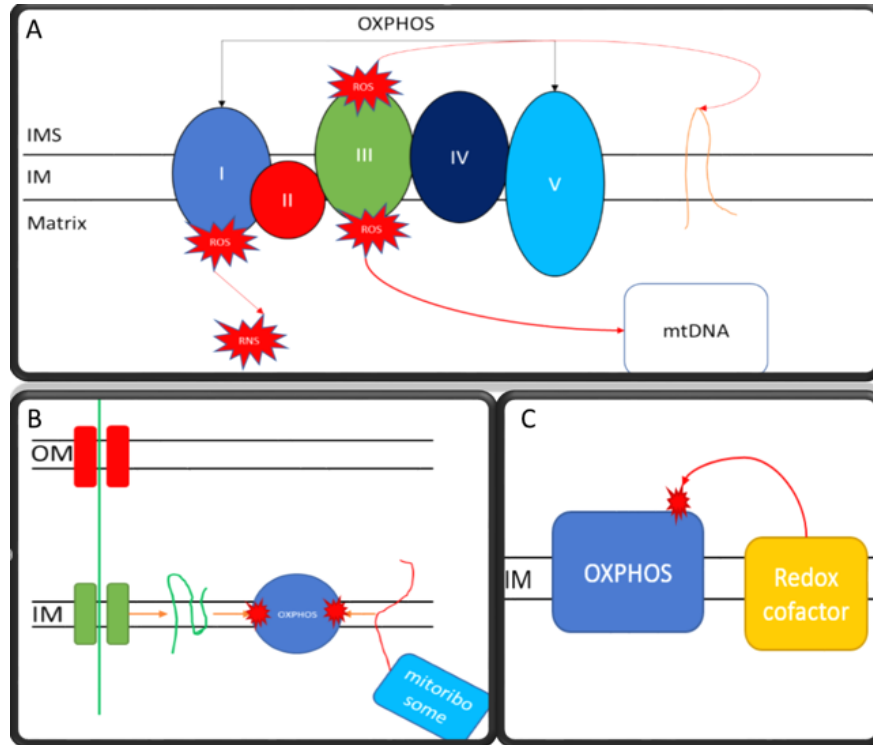 A
OXPHOS
ROS
IMS
IM
Matrix
I
II
III
IV
V
ROS
ROS
RNS
mtDNA
B
OM
IM
OXPHOS
mitoribo
some
C
IM
OXPHOS
Redox
cofactor